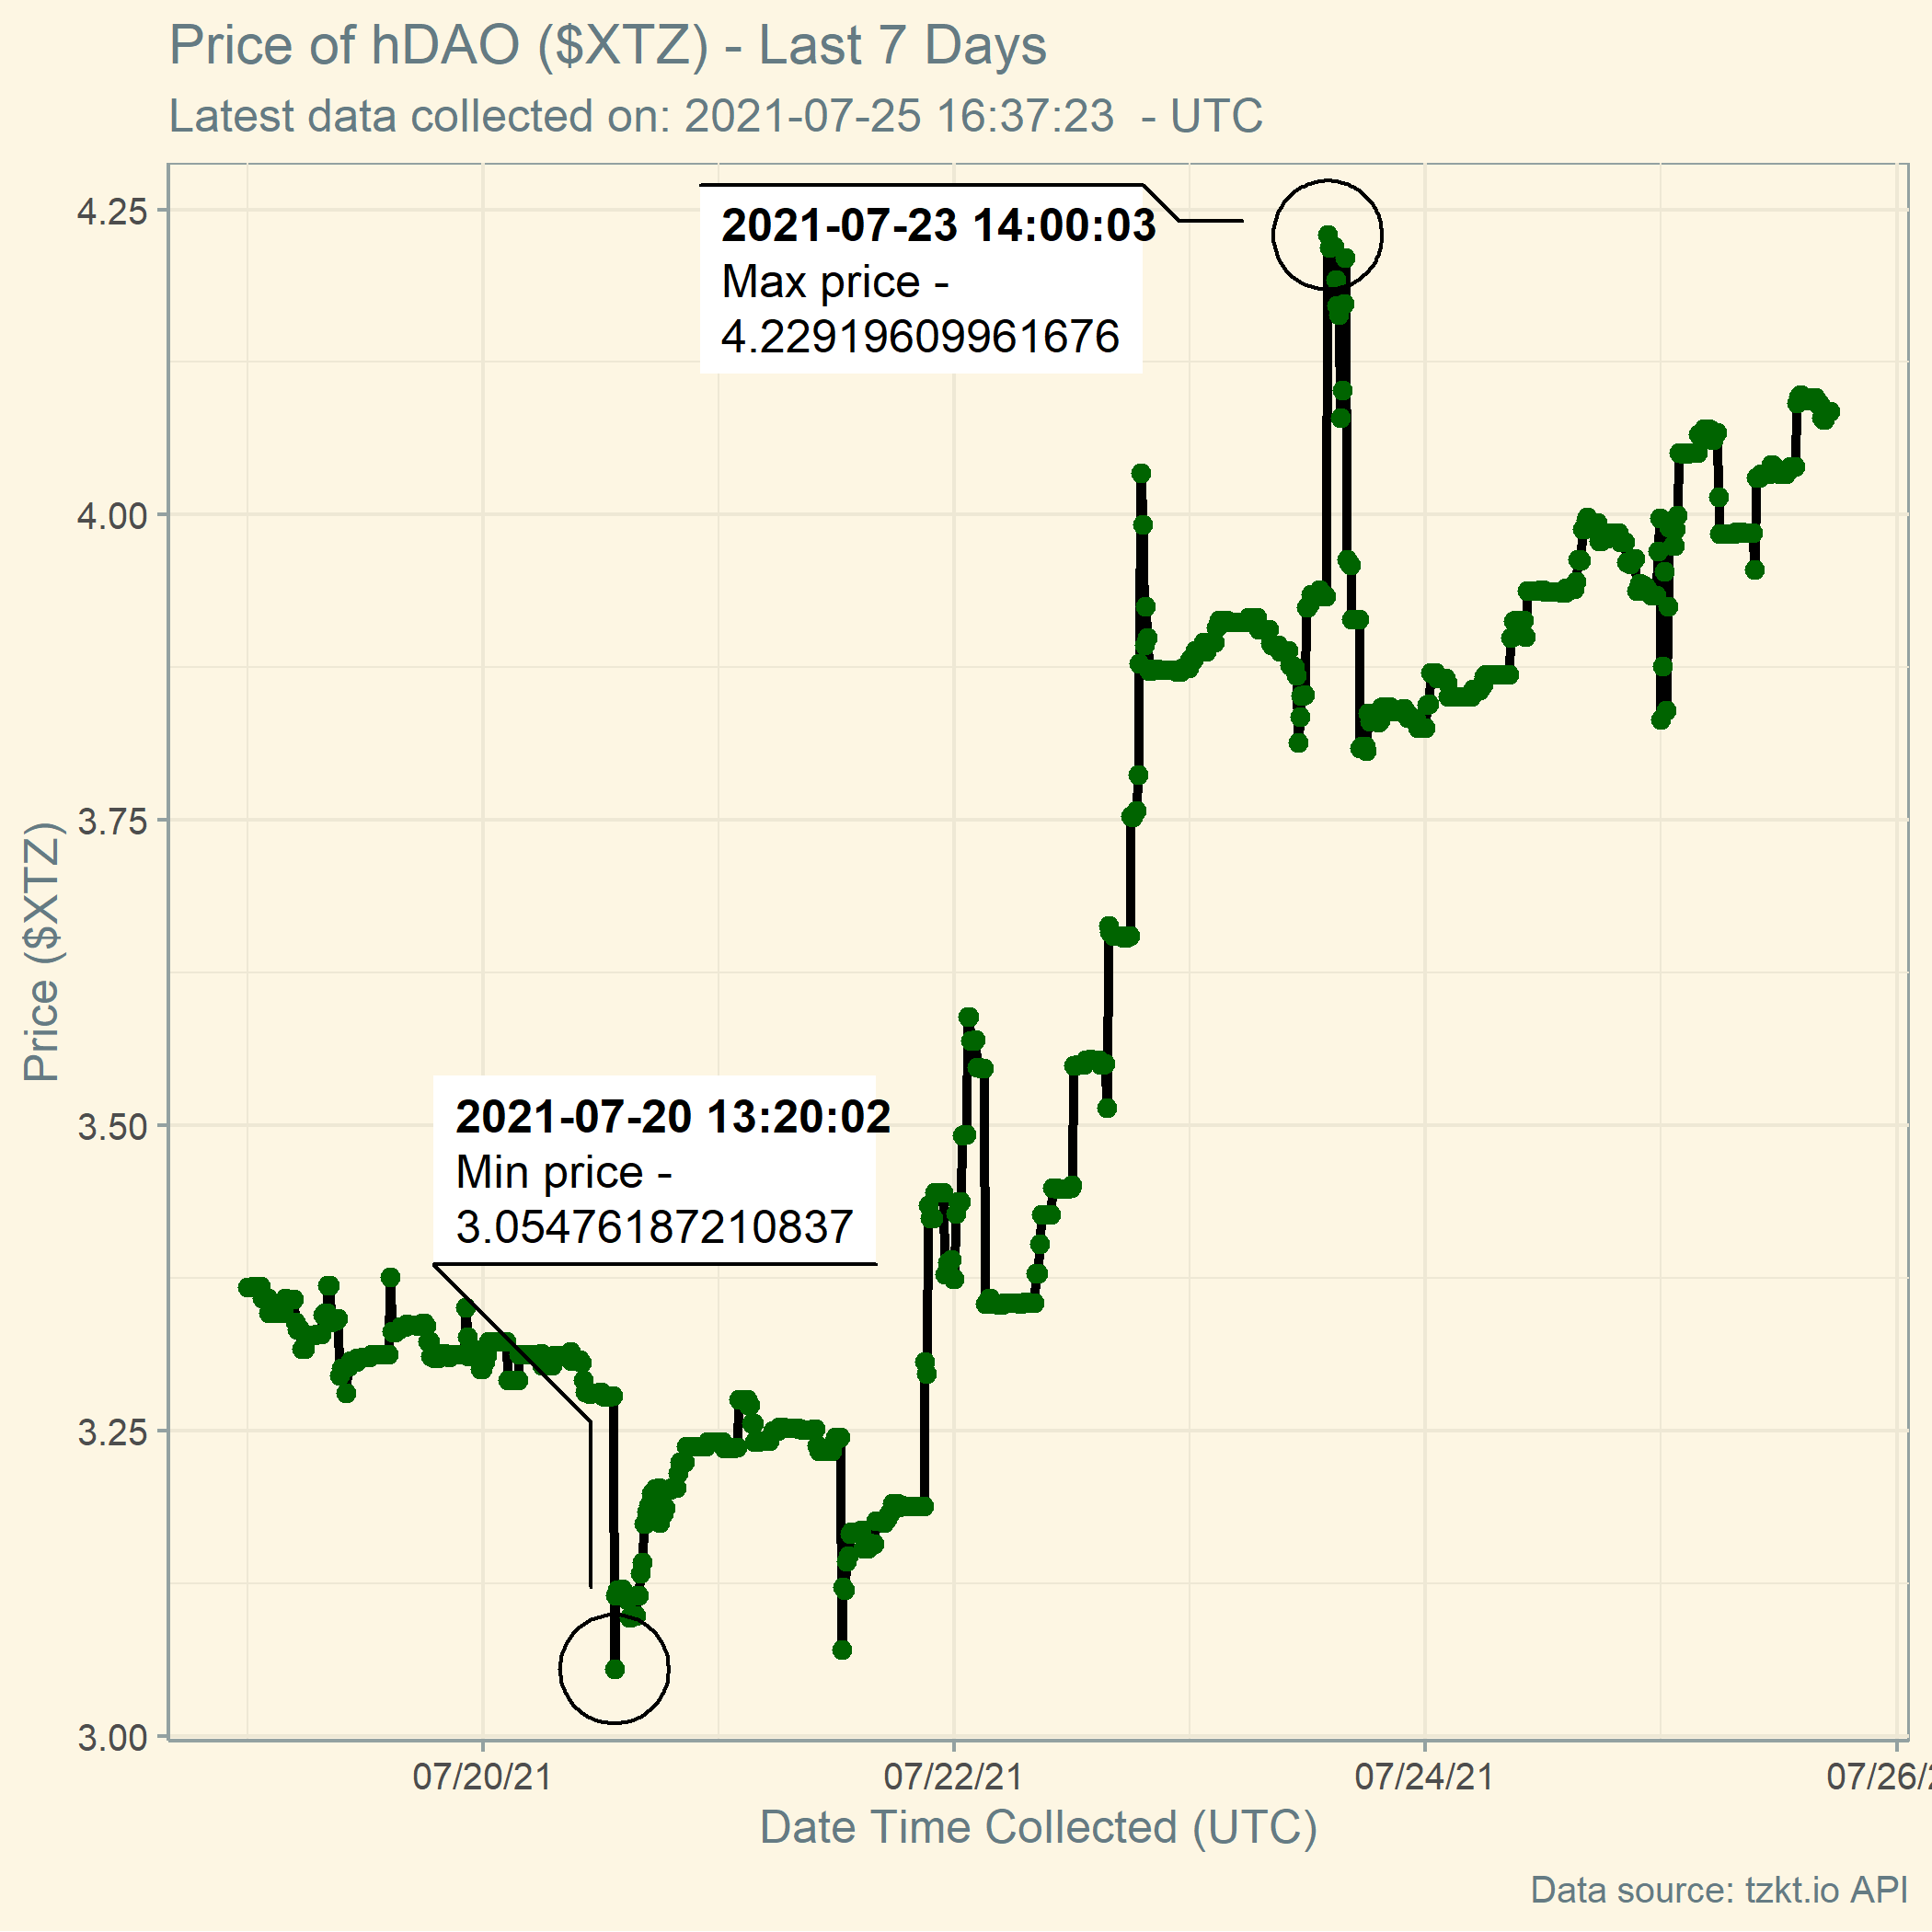 Price of hDAO ($XTZ) - Last 7 Days
Latest data collected on: 2021-07-25 16:37:23  - UTC
4.25
4.00
3.75
3.50
3.25
3.00
Price ($XTZ)
2021-07-23 14:00:03
Max price -
4.22919609961676
2021-07-20 13:20:02
Min price -
3.05476187210837
07/20/21
07/22/21
07/24/21
07/26/2
Date Time Collected (UTC)
Data source: tzkt.io API